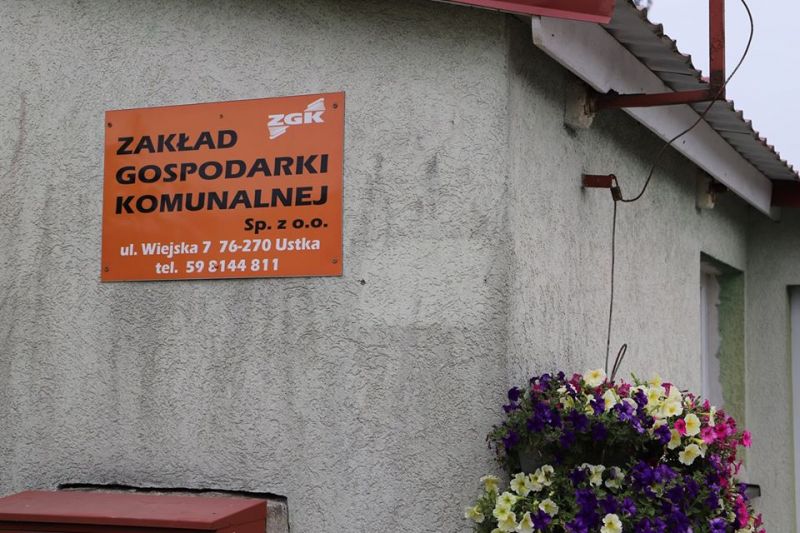 ZGK
ZAKŁAD
GOSPODARKI
KOMUNALNEJ
Sp. z o.o.
ul. Wiejska 7 76-270 Ustka
tel. 59 8144 811